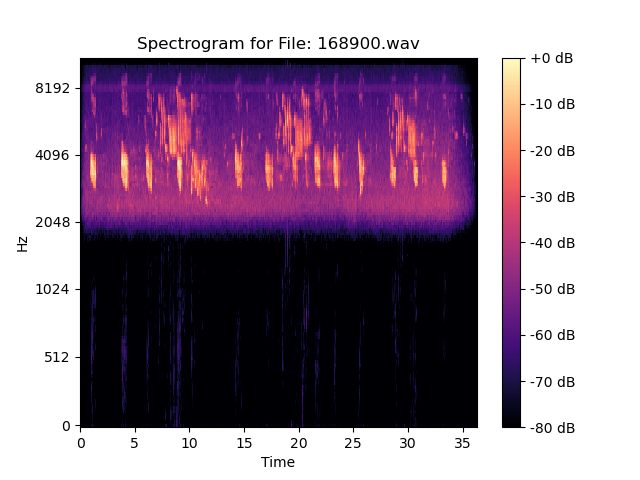 Spectrogram for File: 168900.wav
Hz
8192
4096
2048
1024
512
0
0 5 10 15 20 25 30 35
Time
+0 dB
-10 dB
-20 dB
-30 dB
-40 dB
-50 dB
-60 dB
-70 dB
-80 dB